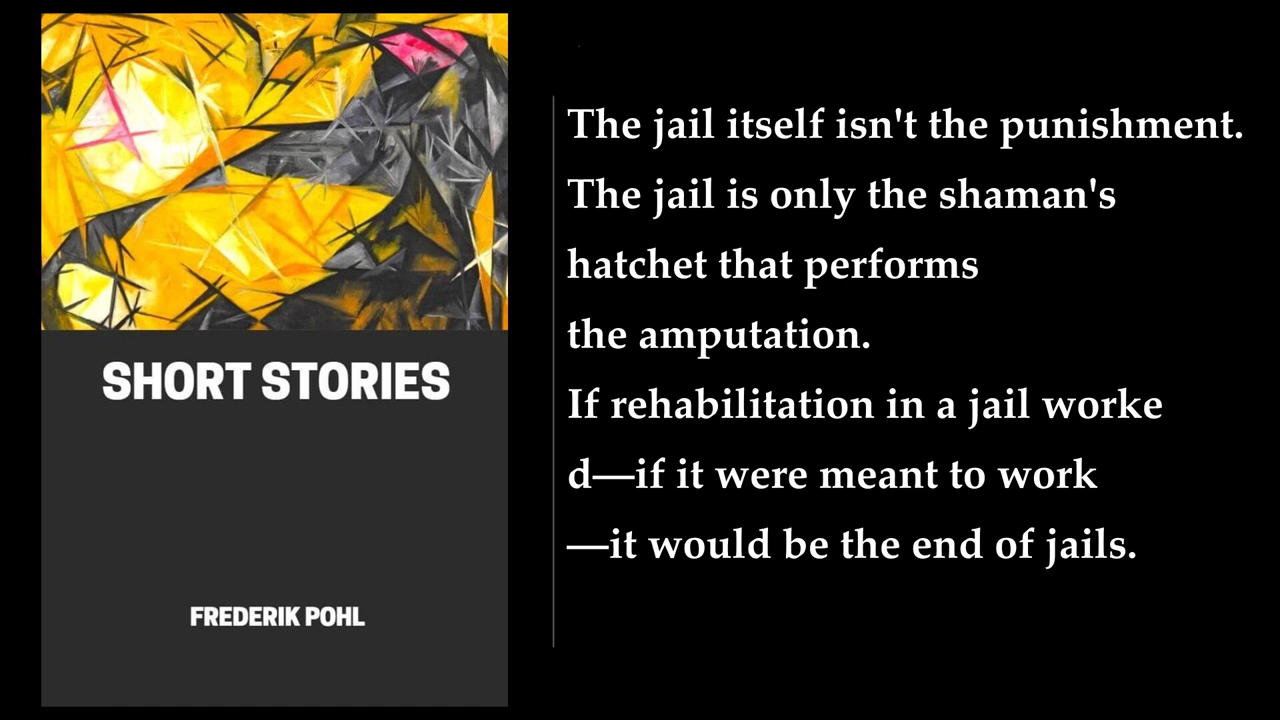 SHORT STORIES
FREDERIK POHL
The jail itself isn't the punishment.
The jail is only the shaman's
hatchet that performs
the amputation.
If rehabilitation in a jail worke
d—if it were meant to work
—it would be the end of jails.